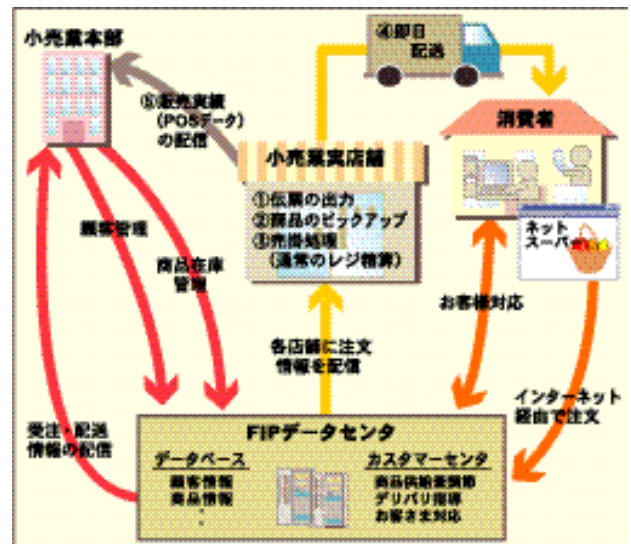 小売業本部
④即日
配送
消費者
⑤販売実績
(POSデータ)
の配信
小売業実店舗
①伝票の出力
②商品のピックアップ
③売掛処理
(通常のレジ精算)
ネット
スーパー
顧客管理
商品在庫
管理
お客様対応
各店舗に注文
情報を配信
インターネット
経由で注文
受注・配送
情報の配信
FIPデータセンタ
データベース
顧客情報
商品情報
・
カスタマーセンタ
商品供給量調節
デリバリ指導
お客さま対応